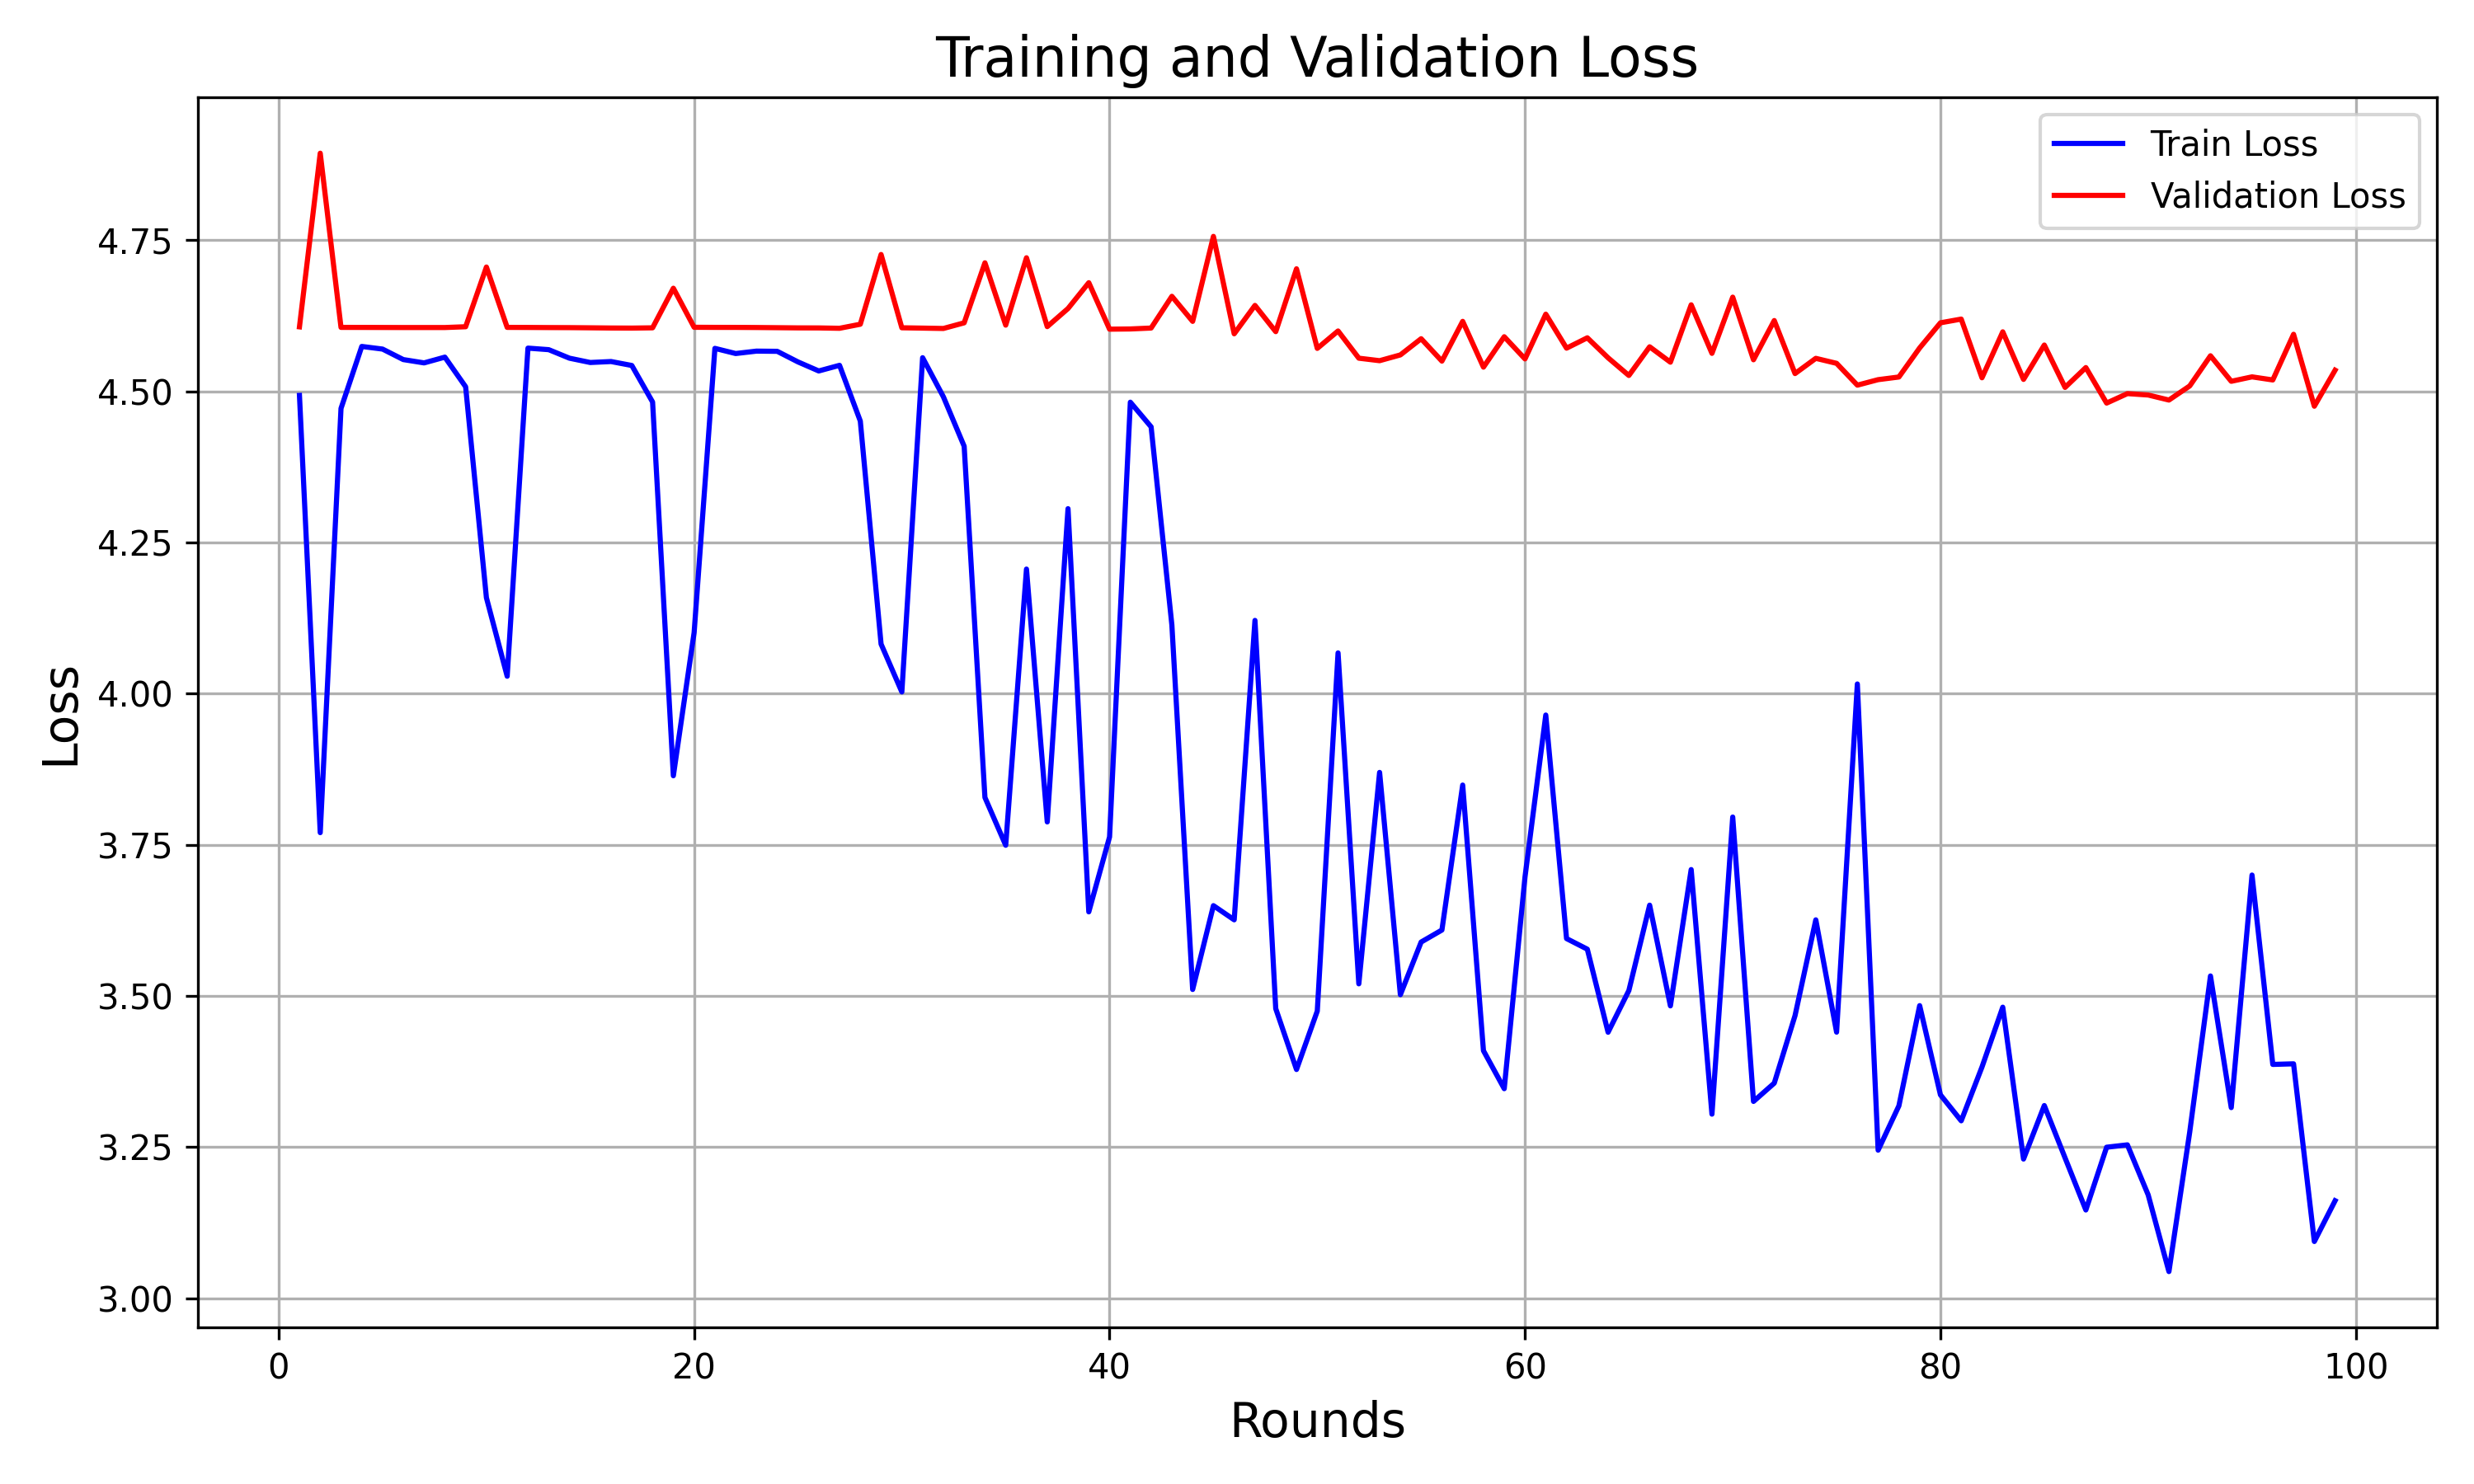 Training and Validation Loss
Train Loss
Validation Loss
4.75
4.50
4.25
4.00
3.75
3.50
3.25
3.00
Loss
0 20 40 60 80 100
Rounds